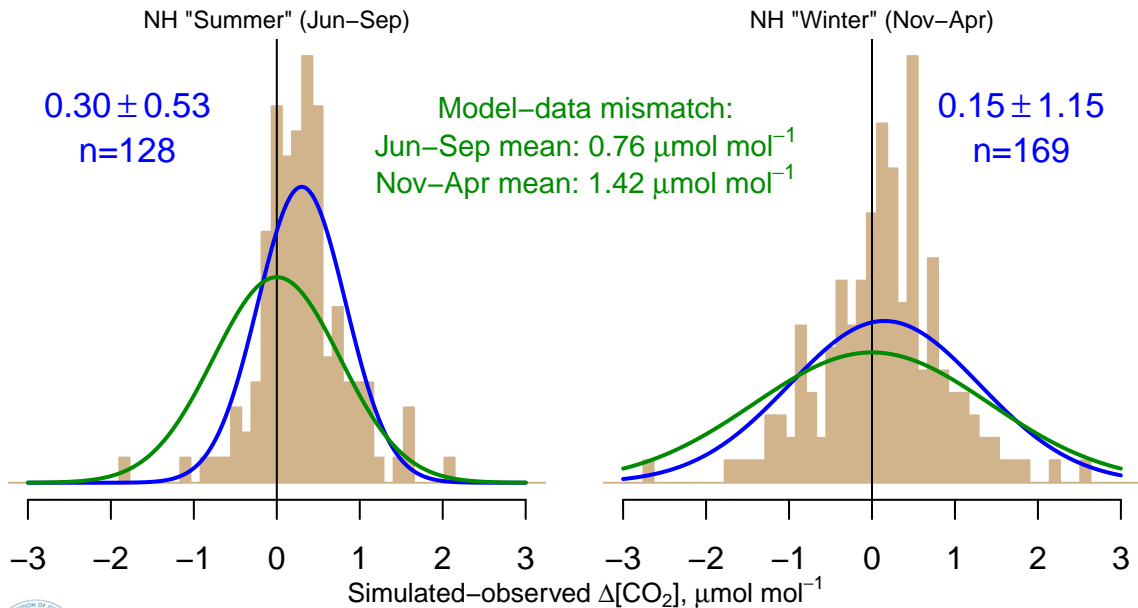 NH "Summer" (Jun−Sep)
NH "Winter" (Nov−Apr)
0.30 ± 0.53
n=128
Model−data mismatch:
Jun−Sep mean: 0.76 μmol mol⁻¹
Nov−Apr mean: 1.42 μmol mol⁻¹
0.15 ± 1.15
n=169
−3 −2 −1 0 1 2 3
−3 −2 −1 0 1 2 3
Simulated−observed Δ[CO₂], μmol mol⁻¹